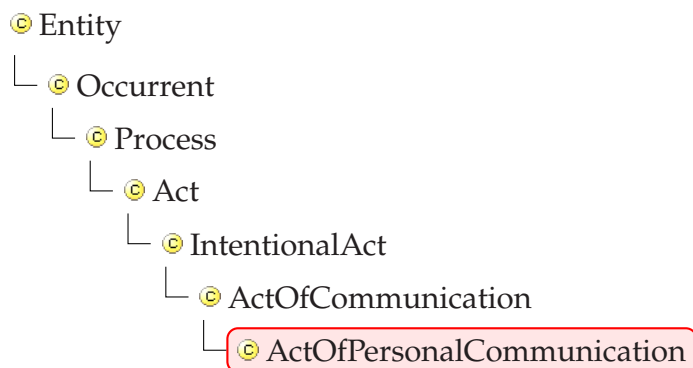 Entity
Occurrent
Process
Act
IntentionalAct
ActOfCommunication
ActOfPersonalCommunication